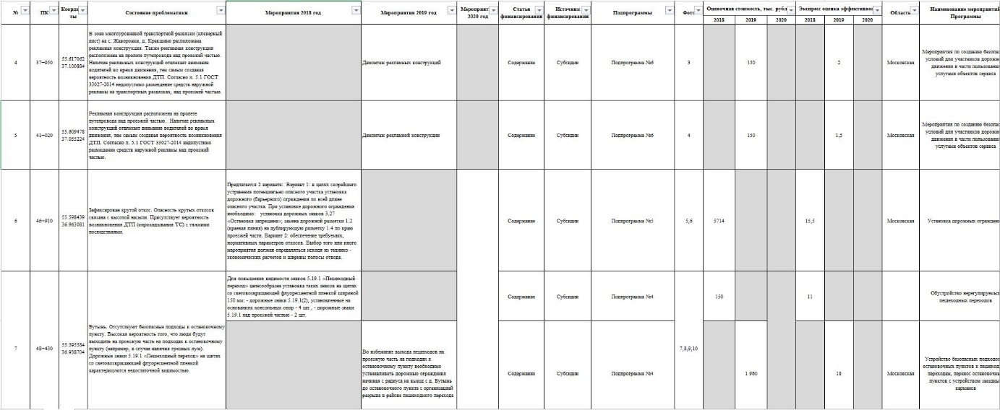 №
ПК
Коорди
ты
Состояние проблематики
Мероприятия 2018 год
Мероприятия 2019 год
Мероприят
2020 год
Статья
финансирования
Источник
финансирования
Подпрограммы
Фото
Оценочная стоимость, тыс. рубл
2018
2019
2020
Экспресс оценка эффективнос
2018
2019
2020
Область
Наименование мероприятий
Программы
4
37+950
55.617062
37.100884
В зоне многоуровневой транспортной развязки (клеверный
лист) на с. Жаворонки, д. Крекшино расположена
рекламная конструкция. Также рекламная конструкция
расположена на пролете путепровода над проезжей частью.
Наличие рекламных конструкций отвлекает внимание
водителей во время движения, тем самым создавая
вероятность возникновения ДТП. Согласно п. 5.1 ГОСТ
33027-2014 недопустимо размещение средств наружной
рекламы на транспортных развязках, над проезжей частью.
Демонтаж рекламных конструкций
Содержание
Субсидии
Подпрограмма №6
3
150
2
Московская
Мероприятия по созданию безопас
условий для участников дорожн
движения в части пользования
услугами объектов сервиса
5
41+020
55.609478
37.055224
Рекламная конструкция расположена на пролете
путепровода над проезжей частью. Наличие рекламных
конструкций отвлекает внимание водителей во время
движения, тем самым создавая вероятность возникновения
ДТП. Согласно п. 5.1 ГОСТ 33027-2014 недопустимо
размещение средств наружной рекламы над проезжей
частью.
Демонтаж рекламной конструкции
Содержание
Субсидии
Подпрограмма №6
4
150
1,5
Московская
Мероприятия по созданию безопас
условий для участников дорожн
движения в части пользования
услугами объектов сервиса
6
46+910
55.598439
36.963081
Зафиксирован крутой откос. Опасность крутых откосов
связана с высотой насыпи. Присутствует вероятность
возникновения ДТП (опрокидывания ТС) с тяжкими
последствиями.
Предлагается 2 варианта: Вариант 1: в целях скорейшего
устранения потенциально опасного участка установка
дорожного (барьерного) ограждения по всей длине
опасного участка. При установке дорожного ограждения
необходимо: установка дорожных знаков 3.27
«Остановка запрещена»; замена дорожной разметки 1.2
(краевая линия) на дублирующую разметку 1.4 по краю
проезжей части. Вариант 2: обеспечение требуемых,
нормативных параметров откосов. Выбор того или иного
мероприятия должен определяться исходя из технико -
экономических расчетов и ширины полосы отвода.
Содержание
Субсидии
Подпрограмма №5
5,6
5714
15,5
Московская
Установка дорожных ограждени
7
48+430
55.595584
36.938704
Бутынь. Отсутствуют безопасные подходы к остановочному
пункту. Высокая вероятность того, что люди будут
выходить на проезжую часть на подходах к остановочному
пункту (например, в случае наличия грязных луж).
Дорожные знаки 5.19.1 «Пешеходный переход» на щитах
со световозвращающей флуоресцентной пленкой
характеризуются недостаточной видимостью.
Для повышения видимости знаков 5.19.1 «Пешеходный
переход» целесообразна установка таких знаков на щитах
со световозвращающей флуоресцентной пленкой шириной
150 мм: - дорожные знаки 5.19.1(2), установленные на
основаниях консольных опор - 4 шт., - дорожные знаки
5.19.1 над проезжей частью - 2 шт.
Содержание
Субсидии
Подпрограмма №4
150
11
Обустройство нерегулируемых
пешеходных переходов
Во избежание выхода пешеходов на
проезжую часть на подходах к
остановочному пункту необходимо
устанавливать дорожные ограждения
начиная с радиуса на выезд с д. Бутынь
до остановочного пункта с организацией
разрыва в районе пешеходного перехода
Содержание
Субсидии
Подпрограмма №4
7,8,9,10
1 960
18
Московская
Устройство безопасных подходов
остановочных пунктов к пешеход
переходам, перенос остановочны
пунктов с устройством заездны
карманов